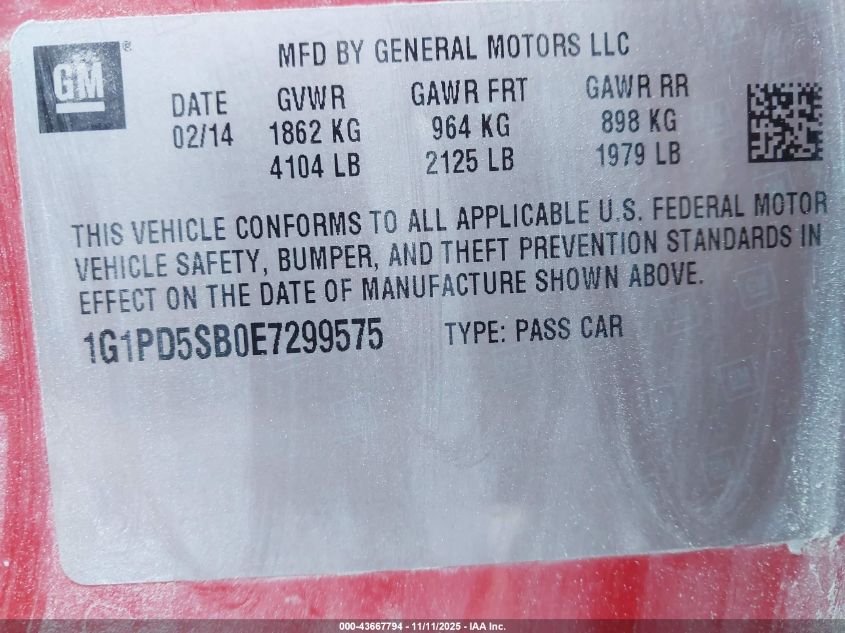 GM ®
MFD BY GENERAL MOTORS LLC
DATE GVWR GAWR FRT GAWR RR
02/14 1862 KG 964 KG 898 KG
4104 LB 2125 LB 1979 LB
THIS VEHICLE CONFORMS TO ALL APPLICABLE U.S. FEDERAL MOTOR
VEHICLE SAFETY, BUMPER, AND THEFT PREVENTION STANDARDS IN
EFFECT ON THE DATE OF MANUFACTURE SHOWN ABOVE.
1G1PD5SB0E7299575 TYPE: PASS CAR
000-43667794 - 11/11/2025 - IAA Inc.